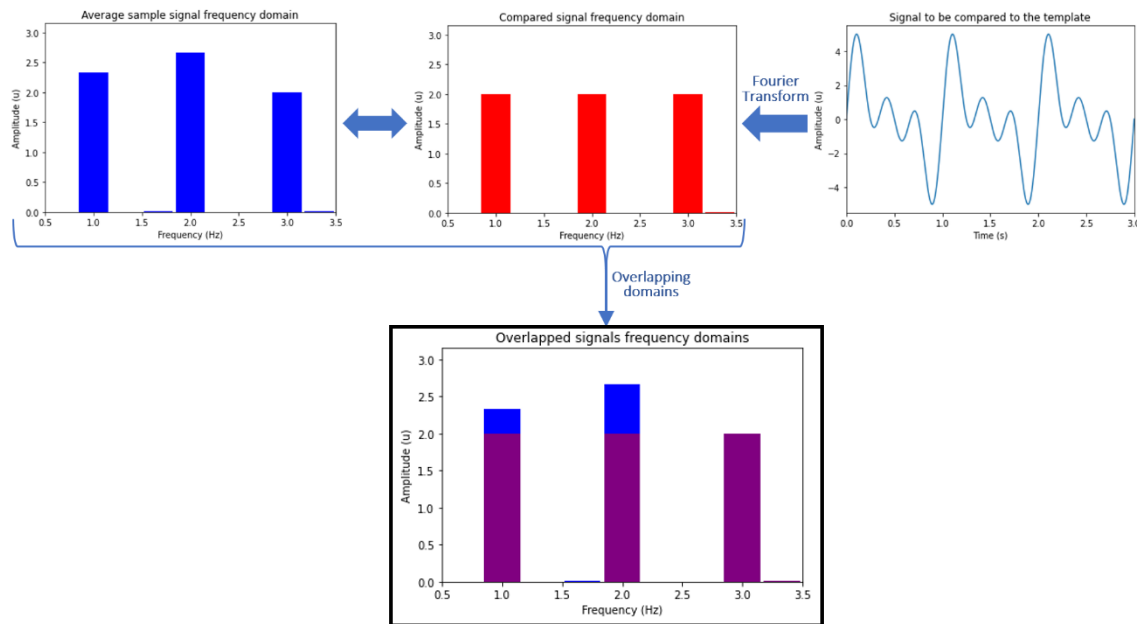 Average sample signal frequency domain
3.0
2.5
2.0
1.5
1.0
0.5
0.0
Amplitude (u)
0.5 1.0 1.5 2.0 2.5 3.0 3.5
Frequency (Hz)
Compared signal frequency domain
3.0
2.5
2.0
1.5
1.0
0.5
0.0
Amplitude (u)
0.5 1.0 1.5 2.0 2.5 3.0 3.5
Frequency (Hz)
Fourier
Transform
Signal to be compared to the template
4
2
0
−2
−4
Amplitude (u)
0.0 0.5 1.0 1.5 2.0 2.5 3.0
Time (s)
Overlapping
domains
Overlapped signals frequency domains
3.0
2.5
2.0
1.5
1.0
0.5
0.0
Amplitude (u)
0.5 1.0 1.5 2.0 2.5 3.0 3.5
Frequency (Hz)